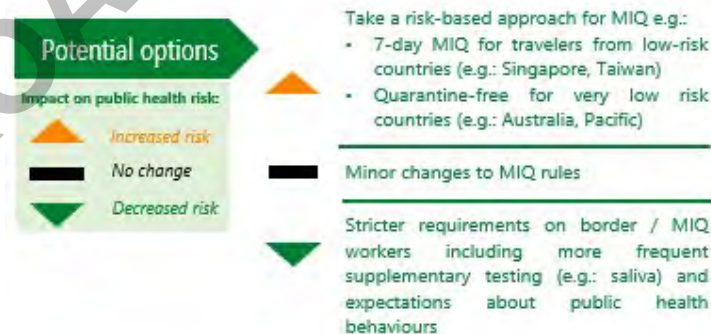 Potential options
Impact on public health risk:
Increased risk
No change
Decreased risk
Take a risk-based approach for MIQ e.g.:
• 7-day MIQ for travelers from low-risk
countries (e.g.: Singapore, Taiwan)
• Quarantine-free for very low risk
countries (e.g.: Australia, Pacific)
Minor changes to MIQ rules
Stricter requirements on border / MIQ
workers including more frequent
supplementary testing (e.g.: saliva) and
expectations about public health
behaviours